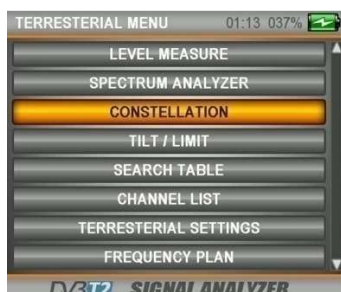 TERRESTERIAL MENU 01:13 037%
LEVEL MEASURE
SPECTRUM ANALYZER
CONSTELLATION
TILT / LIMIT
SEARCH TABLE
CHANNEL LIST
TERRESTERIAL SETTINGS
FREQUENCY PLAN
DVBT2 SIGNAL ANALYZER